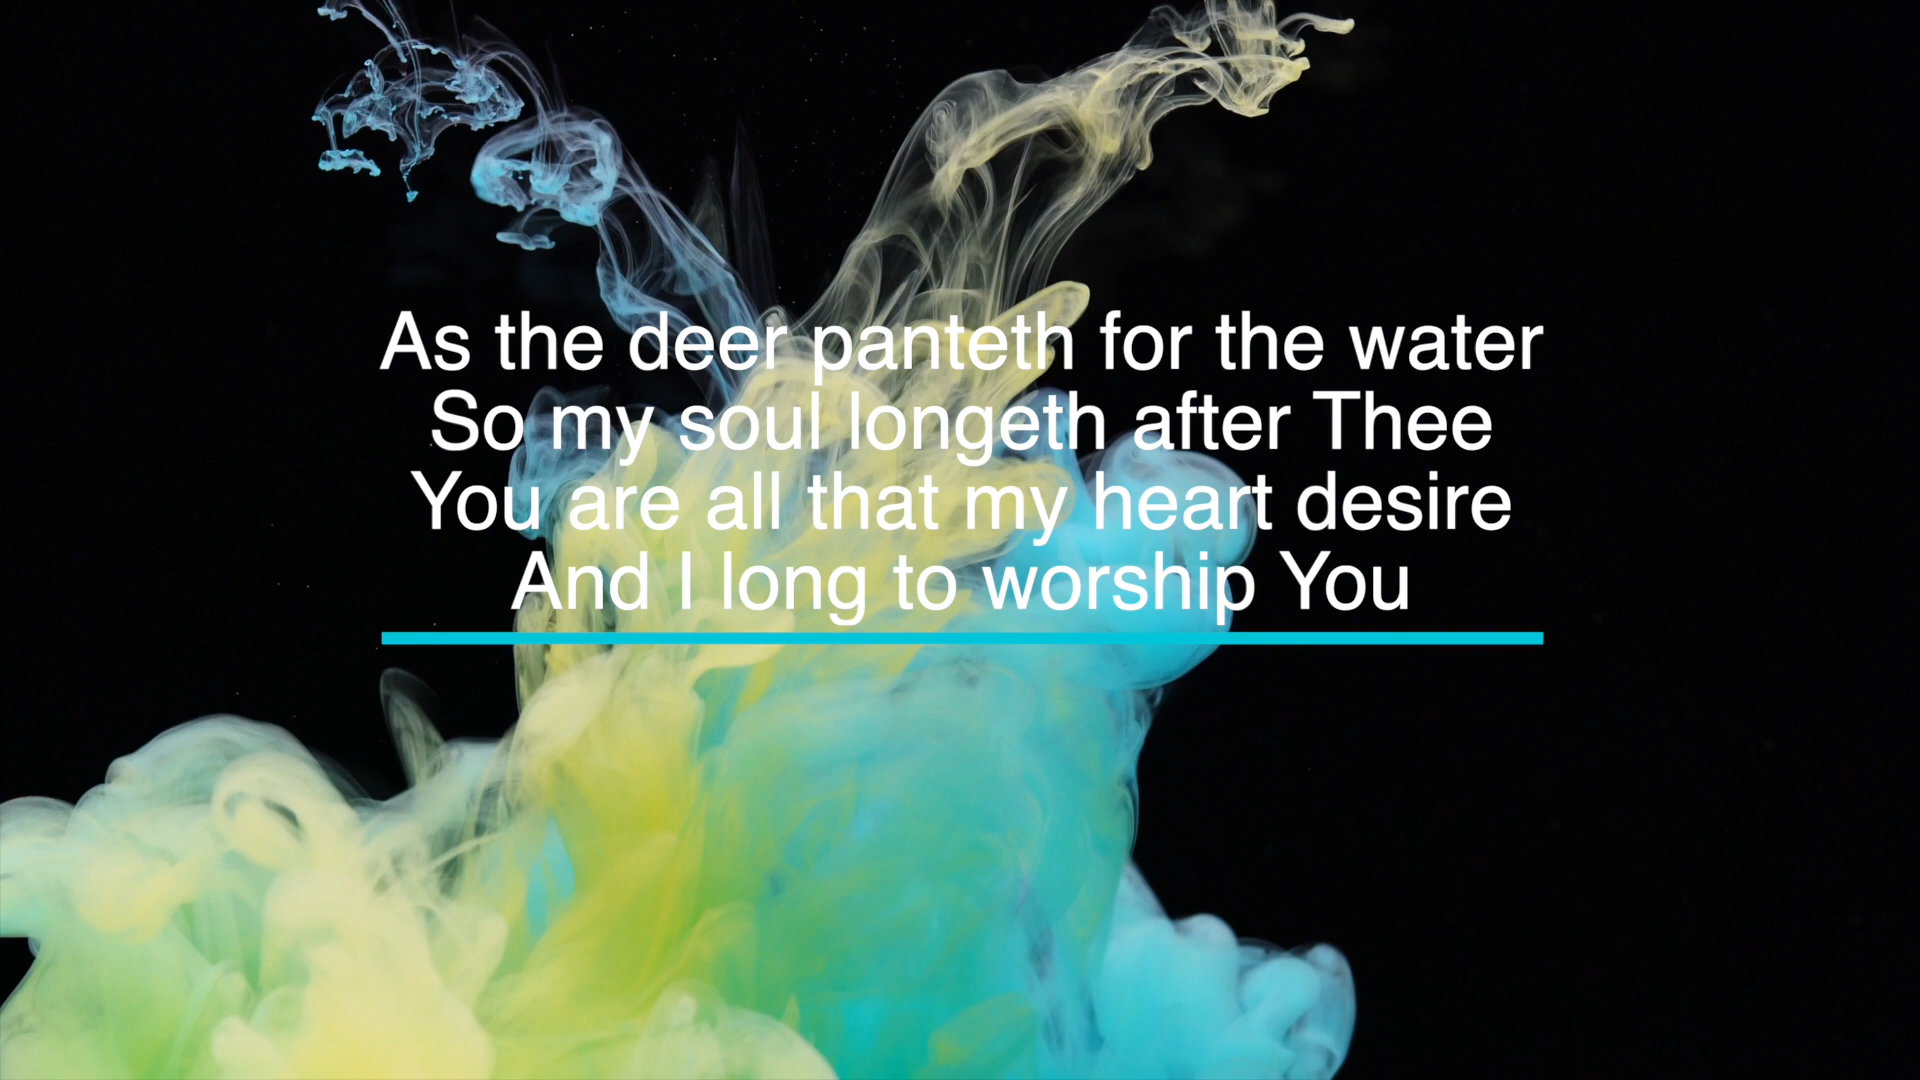 As the deer panteth for the water
So my soul longeth after Thee
You are all that my heart desire
And I long to worship You